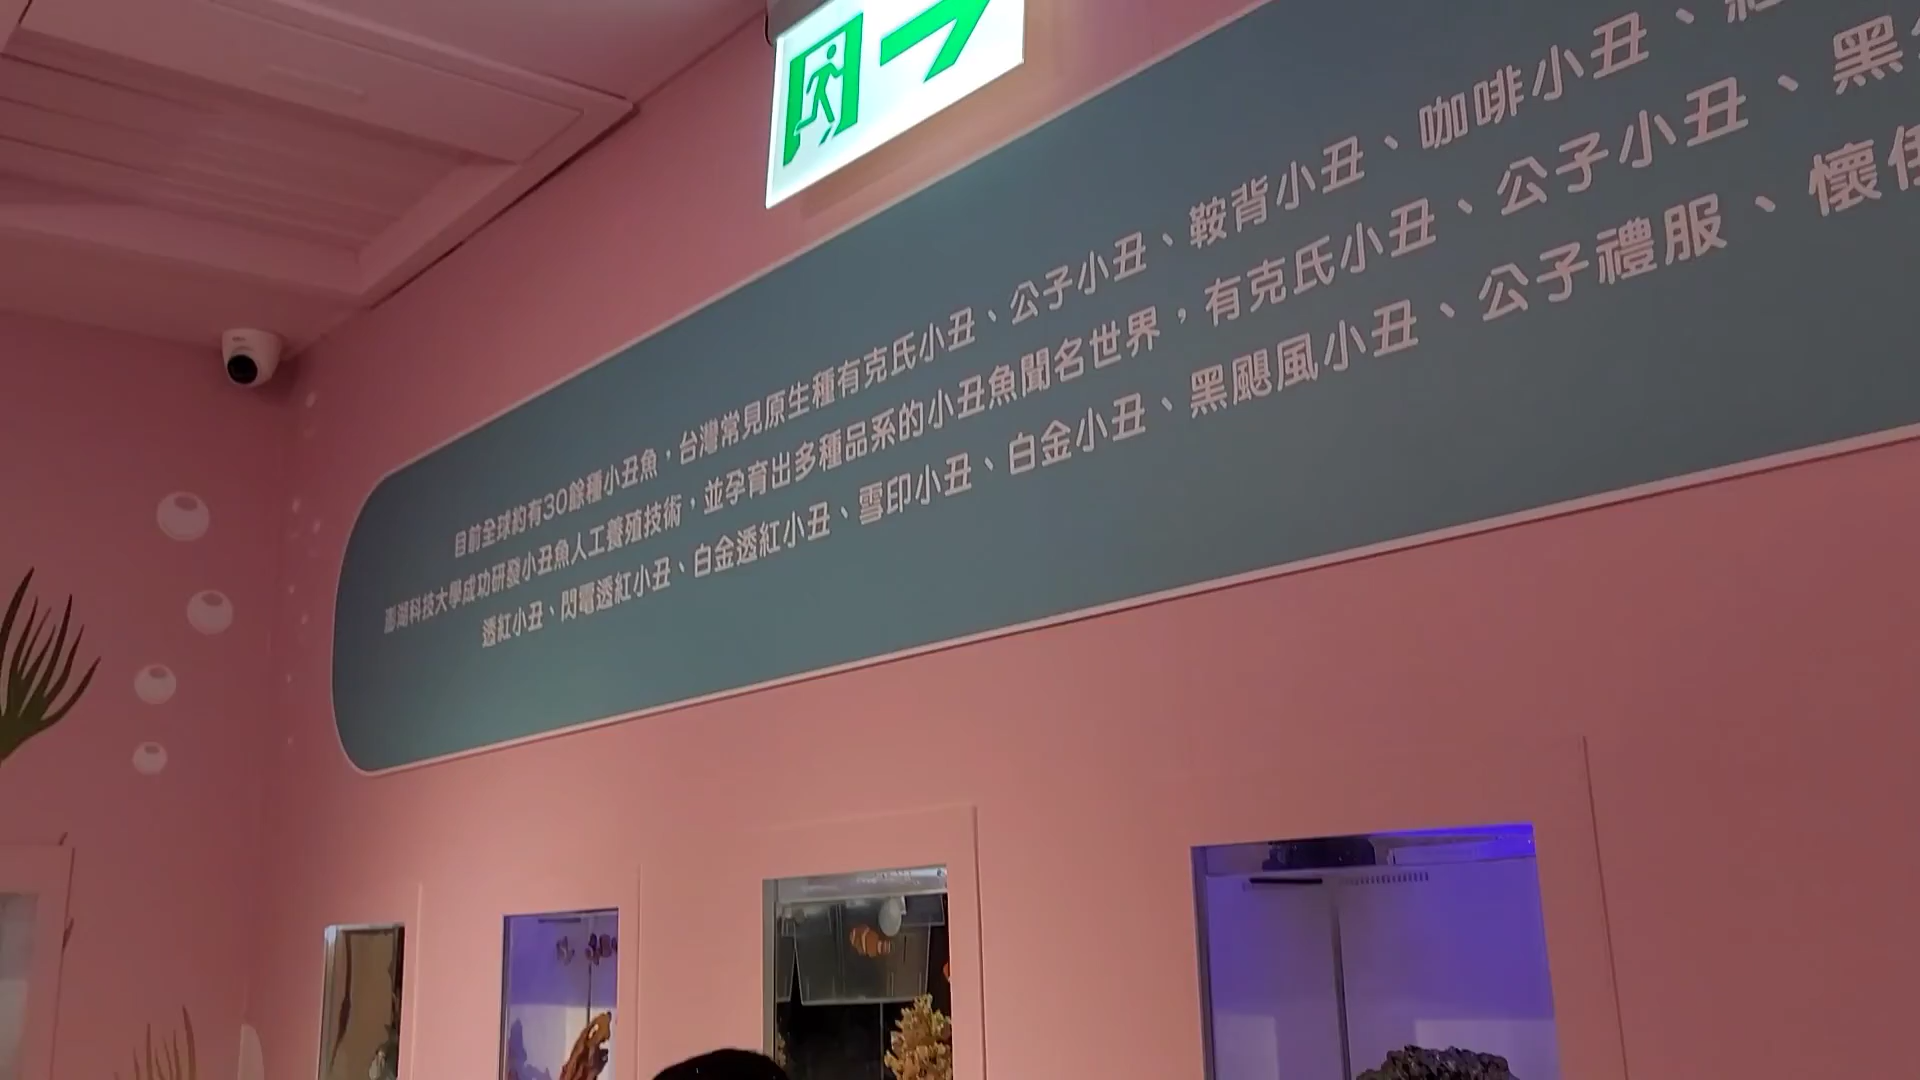 目前全球約有30餘種小丑魚，台灣常見原生種有克氏小丑、公子小丑、鞍背小丑、咖啡小丑、
澎湖科技大學成功研發小丑魚人工養殖技術，並孕育出多種品系的小丑魚聞名世界，有克氏小丑、公子小丑、黑
透紅小丑、閃電透紅小丑、白金透紅小丑、雪印小丑、白金小丑、黑颶風小丑、公子禮服、懷